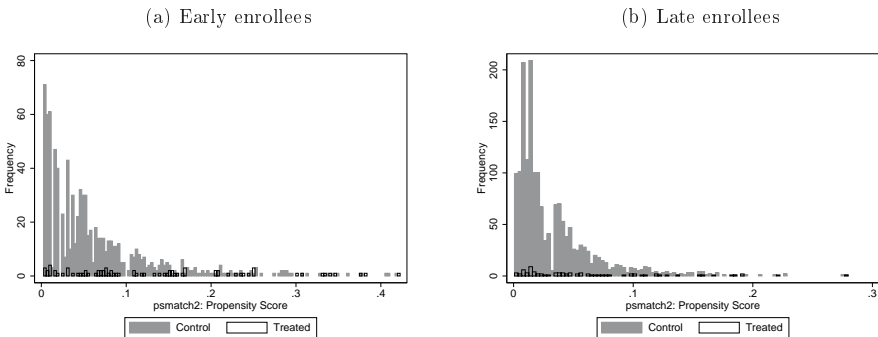 (a) Early enrollees
(b) Late enrollees
80
60
40
20
0
Frequency
0 .1 .2 .3 .4
psmatch2: Propensity Score
Control Treated
200
150
100
50
0
Frequency
0 .1 .2 .3
psmatch2: Propensity Score
Control Treated